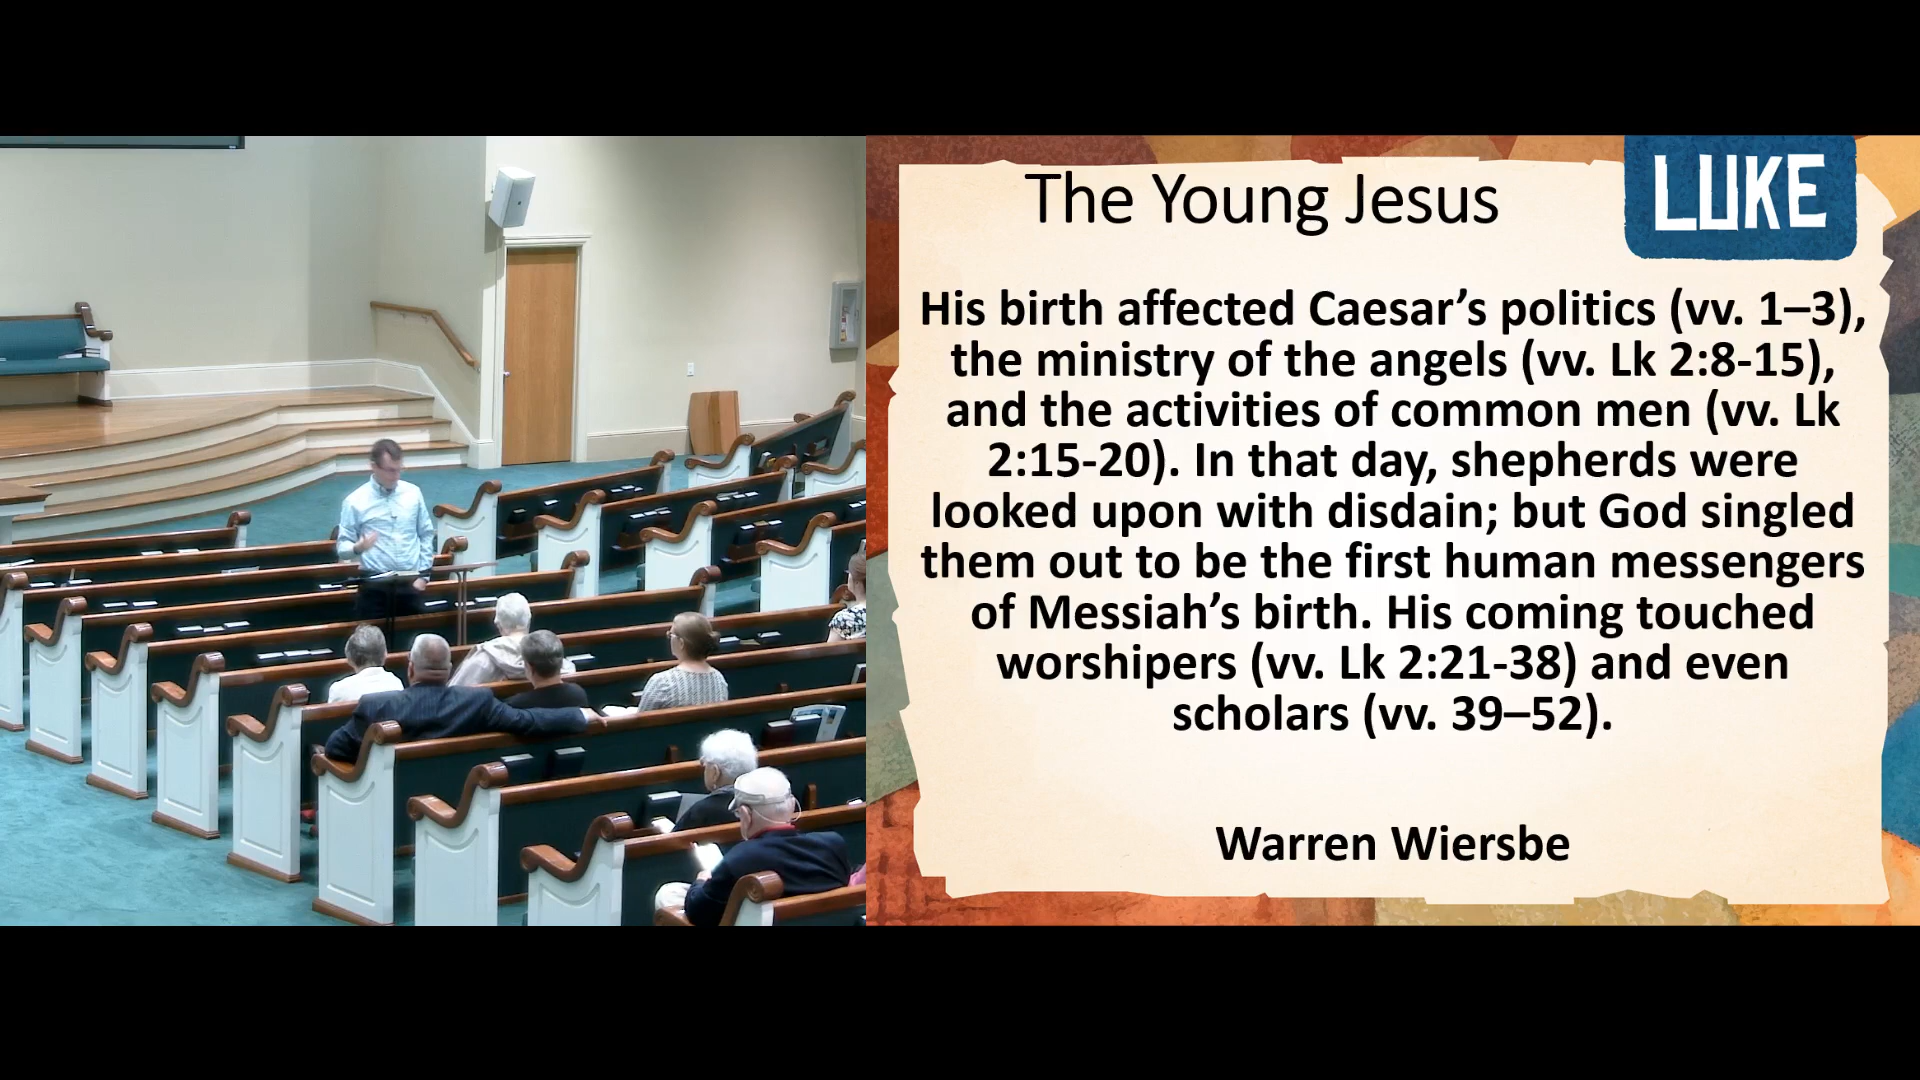 The Young Jesus
LUKE
His birth affected Caesar’s politics (vv. 1–3),
the ministry of the angels (vv. Lk 2:8-15),
and the activities of common men (vv. Lk
2:15-20). In that day, shepherds were
looked upon with disdain; but God singled
them out to be the first human messengers
of Messiah’s birth. His coming touched
worshipers (vv. Lk 2:21-38) and even
scholars (vv. 39–52).
Warren Wiersbe